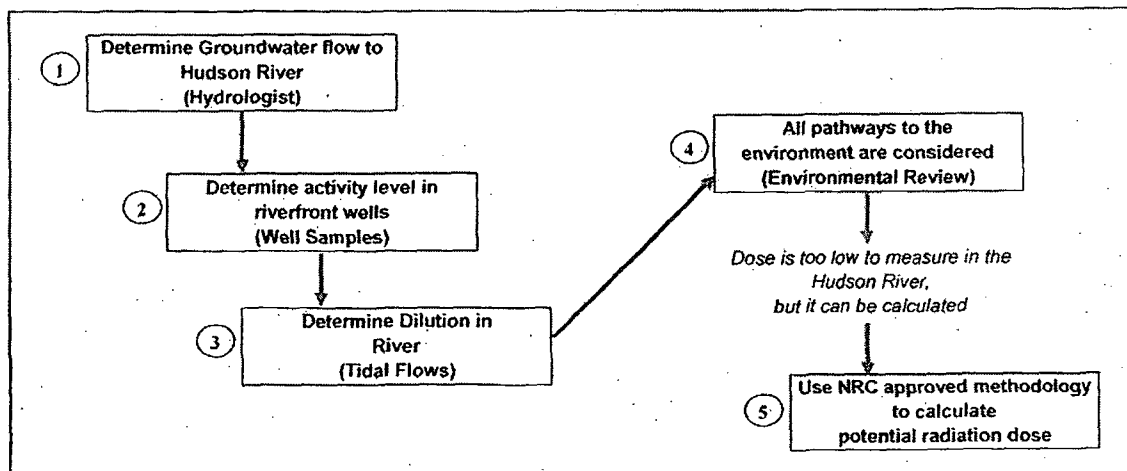 1
Determine Groundwater flow to
Hudson River
(Hydrologist)
2
Determine activity level in
riverfront wells
(Well Samples)
3
Determine Dilution in
River
(Tidal Flows)
4
All pathways to the
environment are considered
(Environmental Review)
Dose is too low to measure in the
Hudson River,
but it can be calculated
5
Use NRC approved methodology
to calculate
potential radiation dose